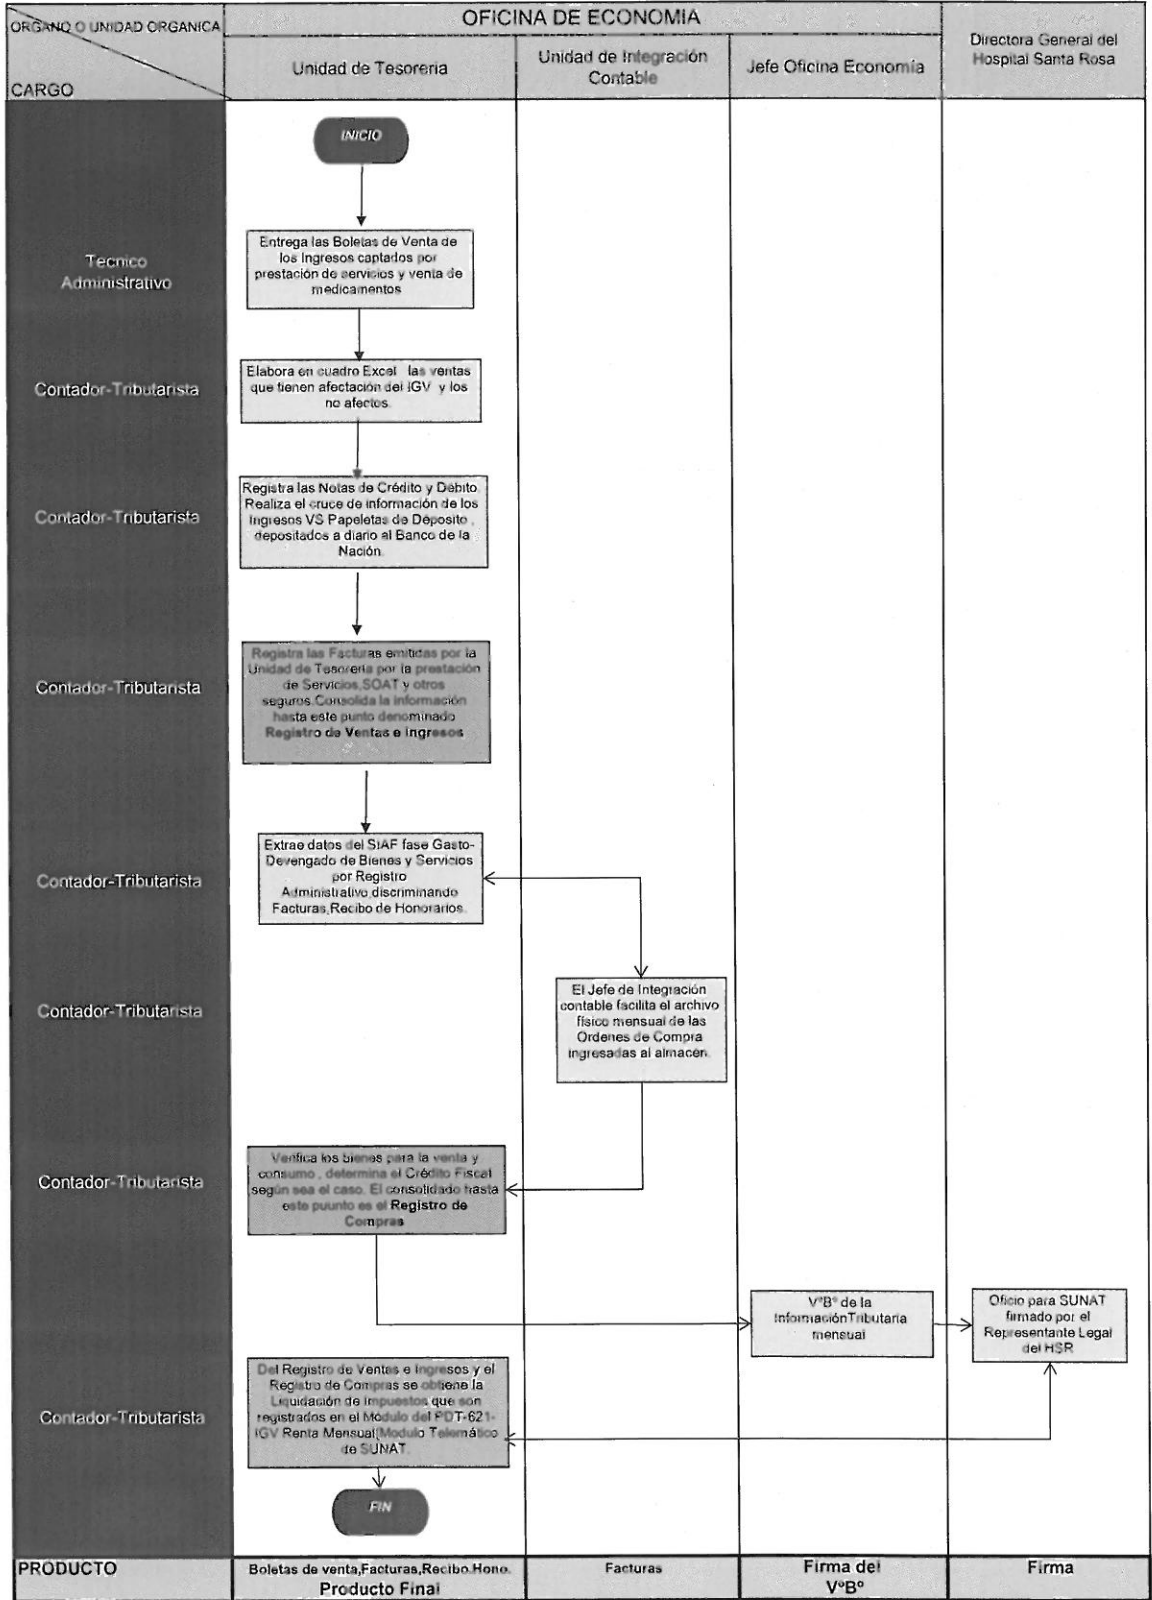 ORGANO O UNIDAD ORGANICA
CARGO
OFICINA DE ECONOMIA
Unidad de Tesoreria
Unidad de Integración
Contable
Jefe Oficina Economía
Directora General del
Hospital Santa Rosa
INICIO
Tecnico
Administrativo
Entrega las Boletas de Venta de
los Ingresos captados por
prestación de servicios y venta de
medicamentos
Contador-Tributarista
Elabora en cuadro Excel las ventas
que tienen afectación del IGV y los
no afectos.
Contador-Tributarista
Registra las Notas de Crédito y Débito.
Realiza el cruce de información de los
Ingresos VS Papeletas de Déposito ,
depositados a diario al Banco de la
Nación.
Contador-Tributarista
Registra las Facturas emitidas por la
Unidad de Tesoreria por la prestación
de Servicios,SOAT y otros
seguros.Consolida la información
hasta este punto denominado
Registro de Ventas e Ingresos
Contador-Tributarista
Extrae datos del SIAF fase Gasto-
Devengado de Bienes y Servicios
por Registro
Administrativo,discriminando
Facturas,Recibo de Honorarios.
Contador-Tributarista
El Jefe de Integración
contable facilita el archivo
físico mensual de las
Ordenes de Compra
ingresadas al almacén.
Contador-Tributarista
Verifica los bienes para la venta y
consumo , determina el Crédito Fiscal
según sea el caso. El consolidado hasta
este puunto es el Registro de
Compras
V°B° de la
InformaciónTributaria
mensual
Oficio para SUNAT
firmado por el
Representante Legal
del HSR
Contador-Tributarista
Del Registro de Ventas e Ingresos y el
Registro de Compras se obtiene la
Liquidación de impuestos que son
registrados en el Módulo del PDT-621-
IGV Renta Mensual(Modulo Telemático
de SUNAT.
FIN
PRODUCTO
Boletas de venta,Facturas,Recibo.Hono.
Producto Final
Facturas
Firma del
V°B°
Firma